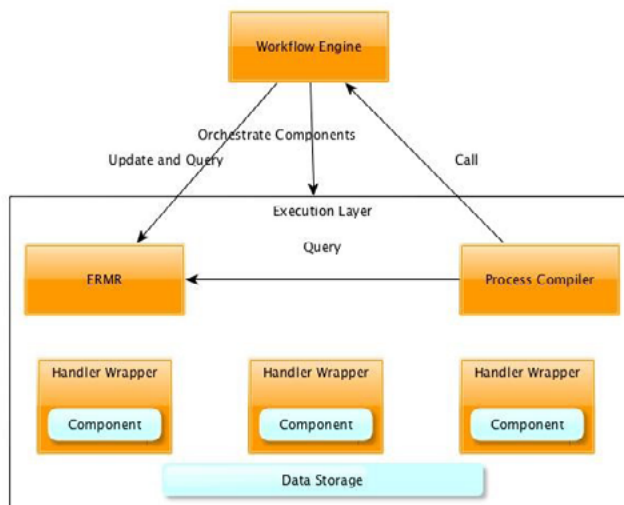 Workflow Engine
Orchestrate Components
Update and Query
Call
Execution Layer
Query
ERMR
Process Compiler
Handler Wrapper
Handler Wrapper
Handler Wrapper
Component
Component
Component
Data Storage